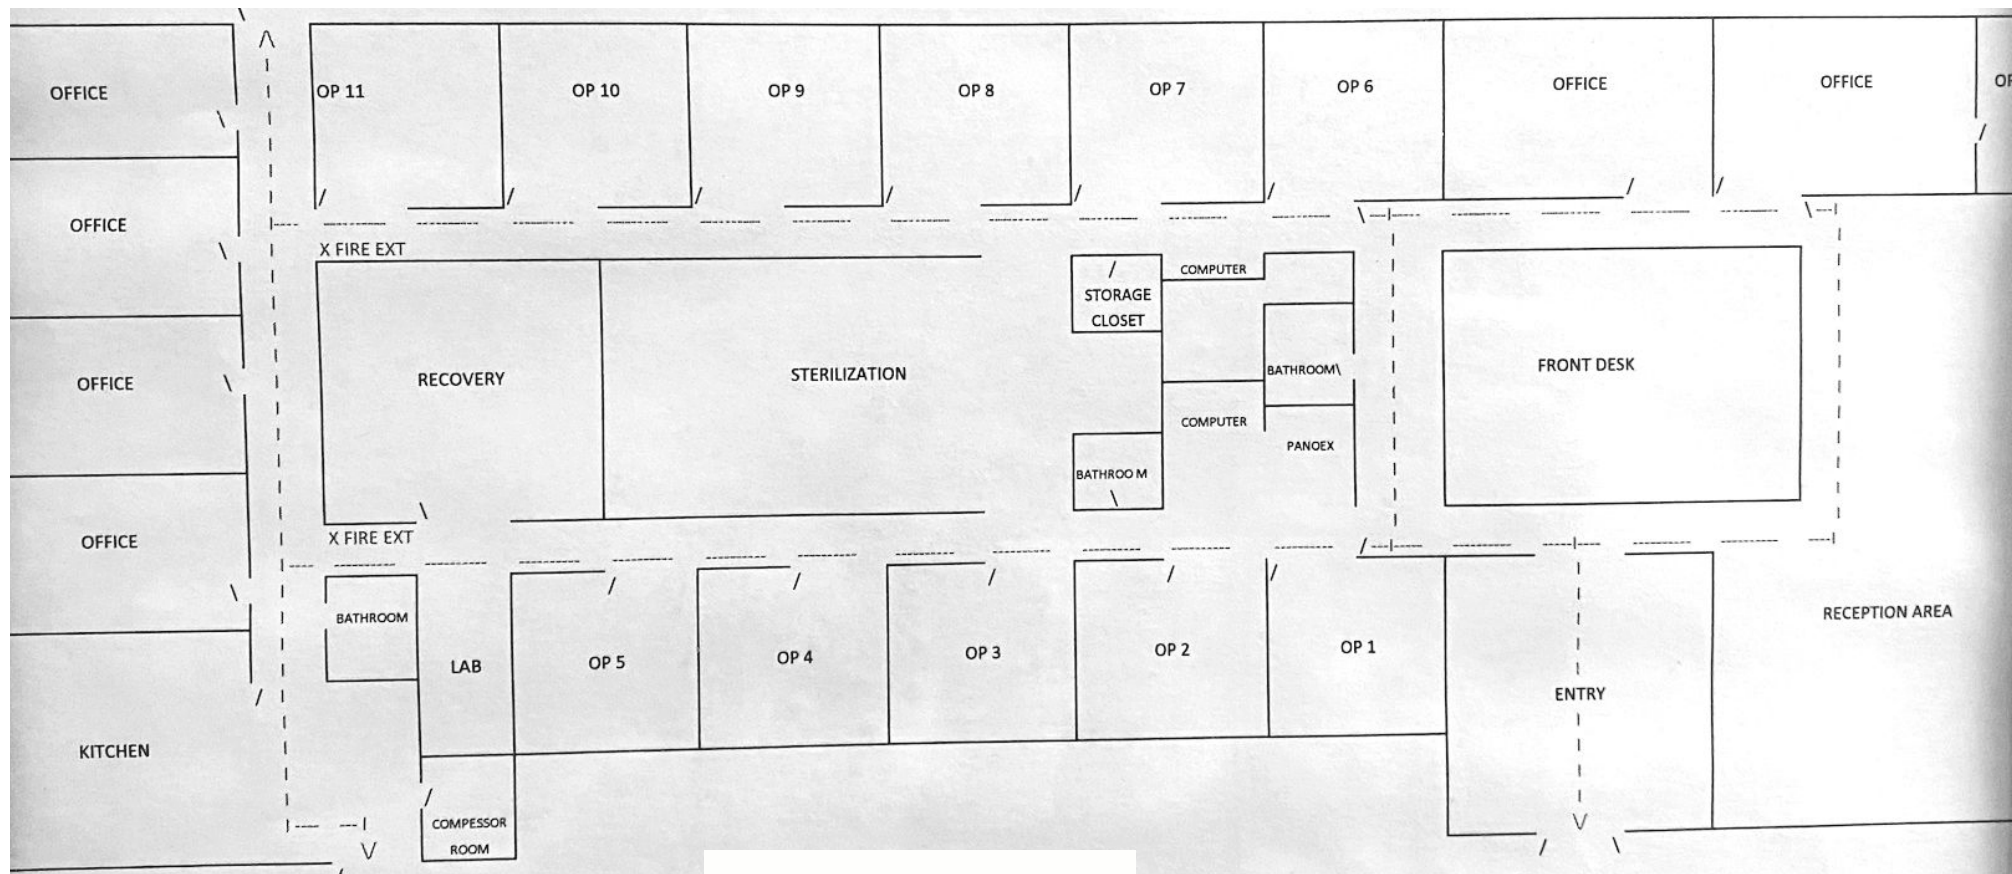 OFFICE
OP 11
OP 10
OP 9
OP 8
OP 7
OP 6
OFFICE
OFFICE
OFFICE
X FIRE EXT
COMPUTER
STORAGE
CLOSET
OFFICE
RECOVERY
STERILIZATION
BATHROOM
FRONT DESK
COMPUTER
PANOEX
BATHROOM
OFFICE
X FIRE EXT
BATHROOM
LAB
OP 5
OP 4
OP 3
OP 2
OP 1
ENTRY
RECEPTION AREA
KITCHEN
COMPESSOR
ROOM